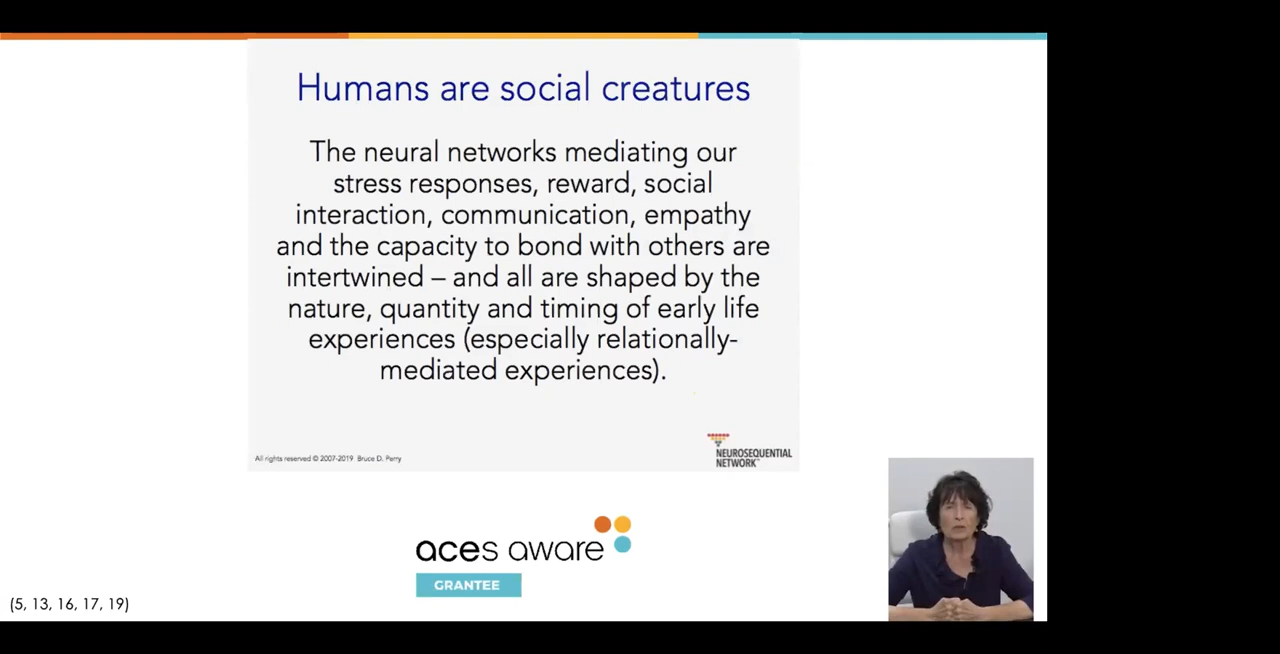 Humans are social creatures
The neural networks mediating our
stress responses, reward, social
interaction, communication, empathy
and the capacity to bond with others are
intertwined – and all are shaped by the
nature, quantity and timing of early life
experiences (especially relationally-
mediated experiences).
All rights reserved © 2007-2019 Bruce D. Perry
NEUROSEQUENTIAL
NETWORK™
aces aware
GRANTEE
(5, 13, 16, 17, 19)